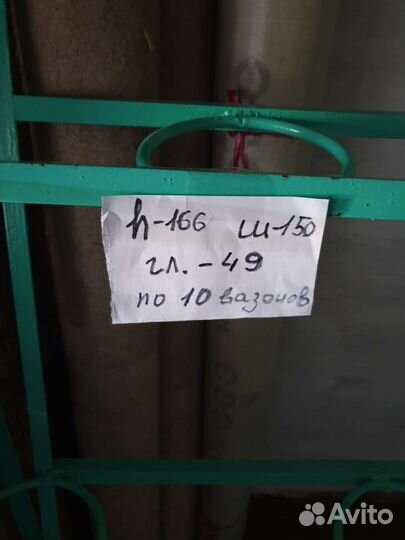 h-166 ш-150
гл.-49
по 10 вазонов
Avito